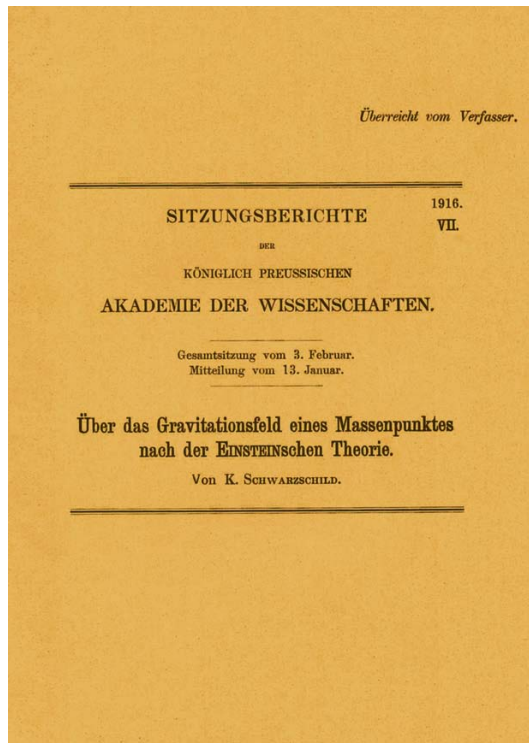 Überreicht vom Verfasser.
1916.
VII.
SITZUNGSBERICHTE
DER
KÖNIGLICH PREUSSISCHEN
AKADEMIE DER WISSENSCHAFTEN.
Gesamtsitzung vom 3. Februar.
Mitteilung vom 13. Januar.
Über das Gravitationsfeld eines Massenpunktes
nach der EINSTEINschen Theorie.
Von K. SCHWARZSCHILD.